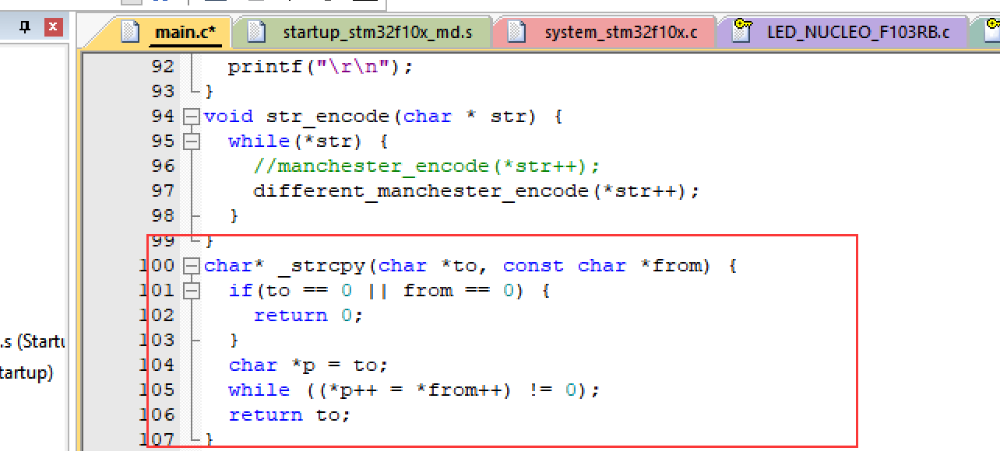 main.c* startup_stm32f10x_md.s system_stm32f10x.c LED_NUCLEO_F103RB.c
92 printf("\r\n");
93 }
94 void str_encode(char * str) {
95 while(*str) {
96 //manchester_encode(*str++);
97 different_manchester_encode(*str++);
98 }
99 }
100 char* _strcpy(char *to, const char *from) {
101 if(to == 0 || from == 0) {
102 return 0;
.s (Startu
103 }
104 char *p = to;
tartup)
105 while ((*p++ = *from++) != 0);
106 return to;
107 }